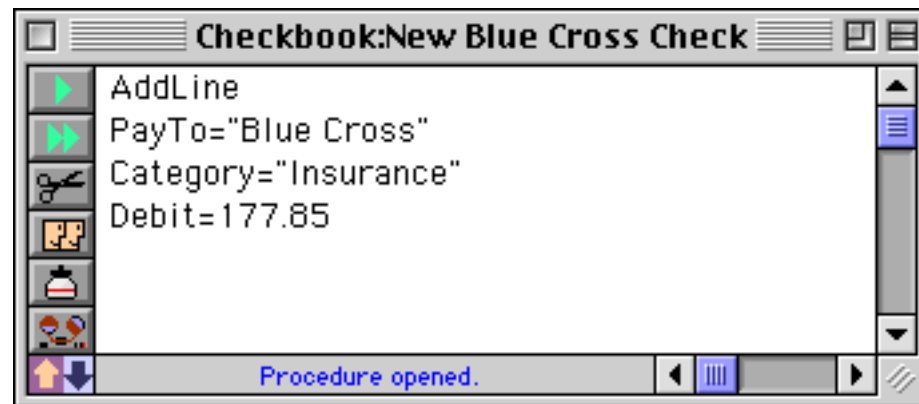 Checkbook:New Blue Cross Check
AddLine
PayTo="Blue Cross"
Category="Insurance"
Debit=177.85
Procedure opened.